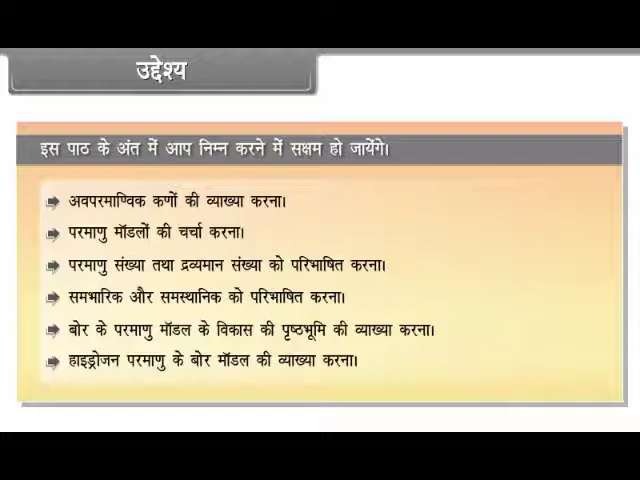 उद्देश्य
इस पाठ के अंत में आप निम्न करने में सक्षम हो जायेंगे।
अवपरमाण्विक कणों की व्याख्या करना।
परमाणु मॉडलों की चर्चा करना।
परमाणु संख्या तथा द्रव्यमान संख्या को परिभाषित करना।
समभारिक और समस्थानिक को परिभाषित करना।
बोर के परमाणु मॉडल के विकास की पृष्ठभूमि की व्याख्या करना।
हाइड्रोजन परमाणु के बोर मॉडल की व्याख्या करना।